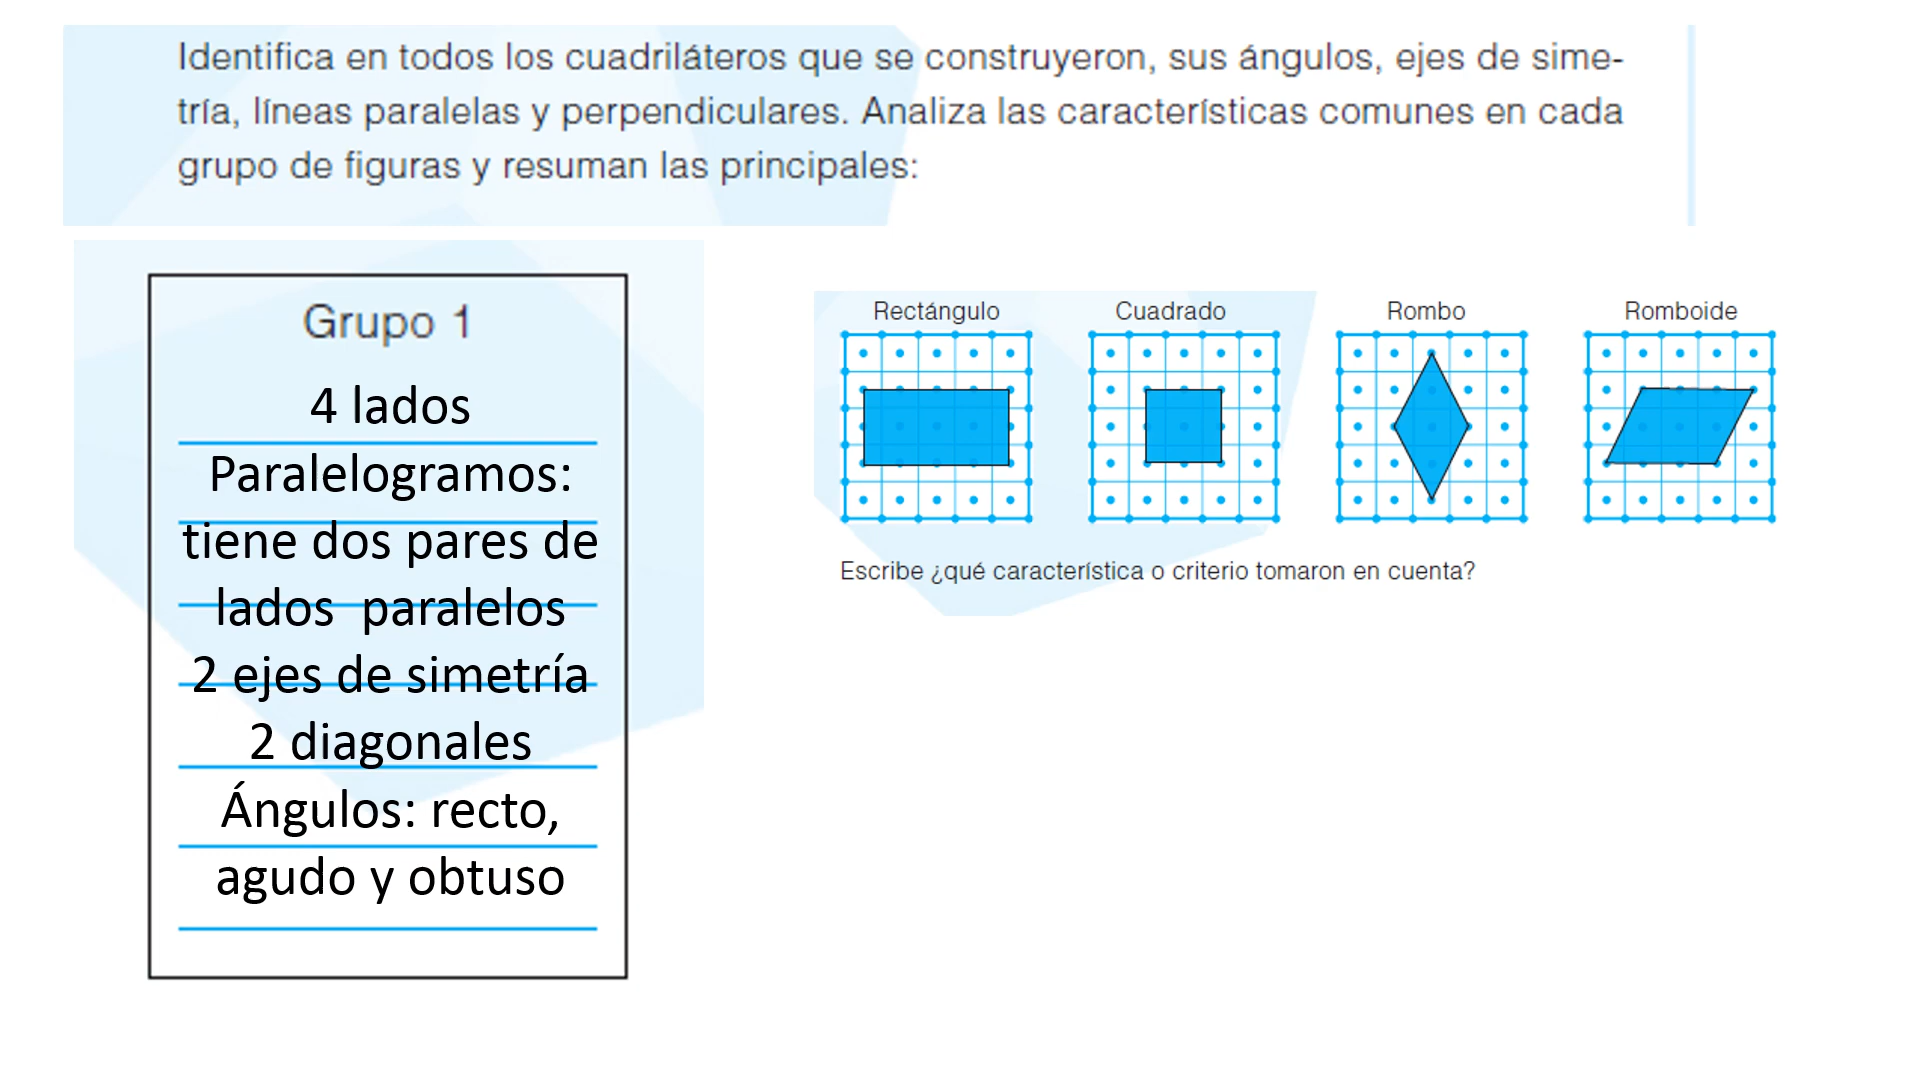 Identifica en todos los cuadriláteros que se construyeron, sus ángulos, ejes de sime-
tría, líneas paralelas y perpendiculares. Analiza las características comunes en cada
grupo de figuras y resuman las principales:
Grupo 1
4 lados
Paralelogramos:
tiene dos pares de
lados paralelos
2 ejes de simetría
2 diagonales
Ángulos: recto,
agudo y obtuso
Rectángulo
Cuadrado
Rombo
Romboide
Escribe ¿qué característica o criterio tomaron en cuenta?